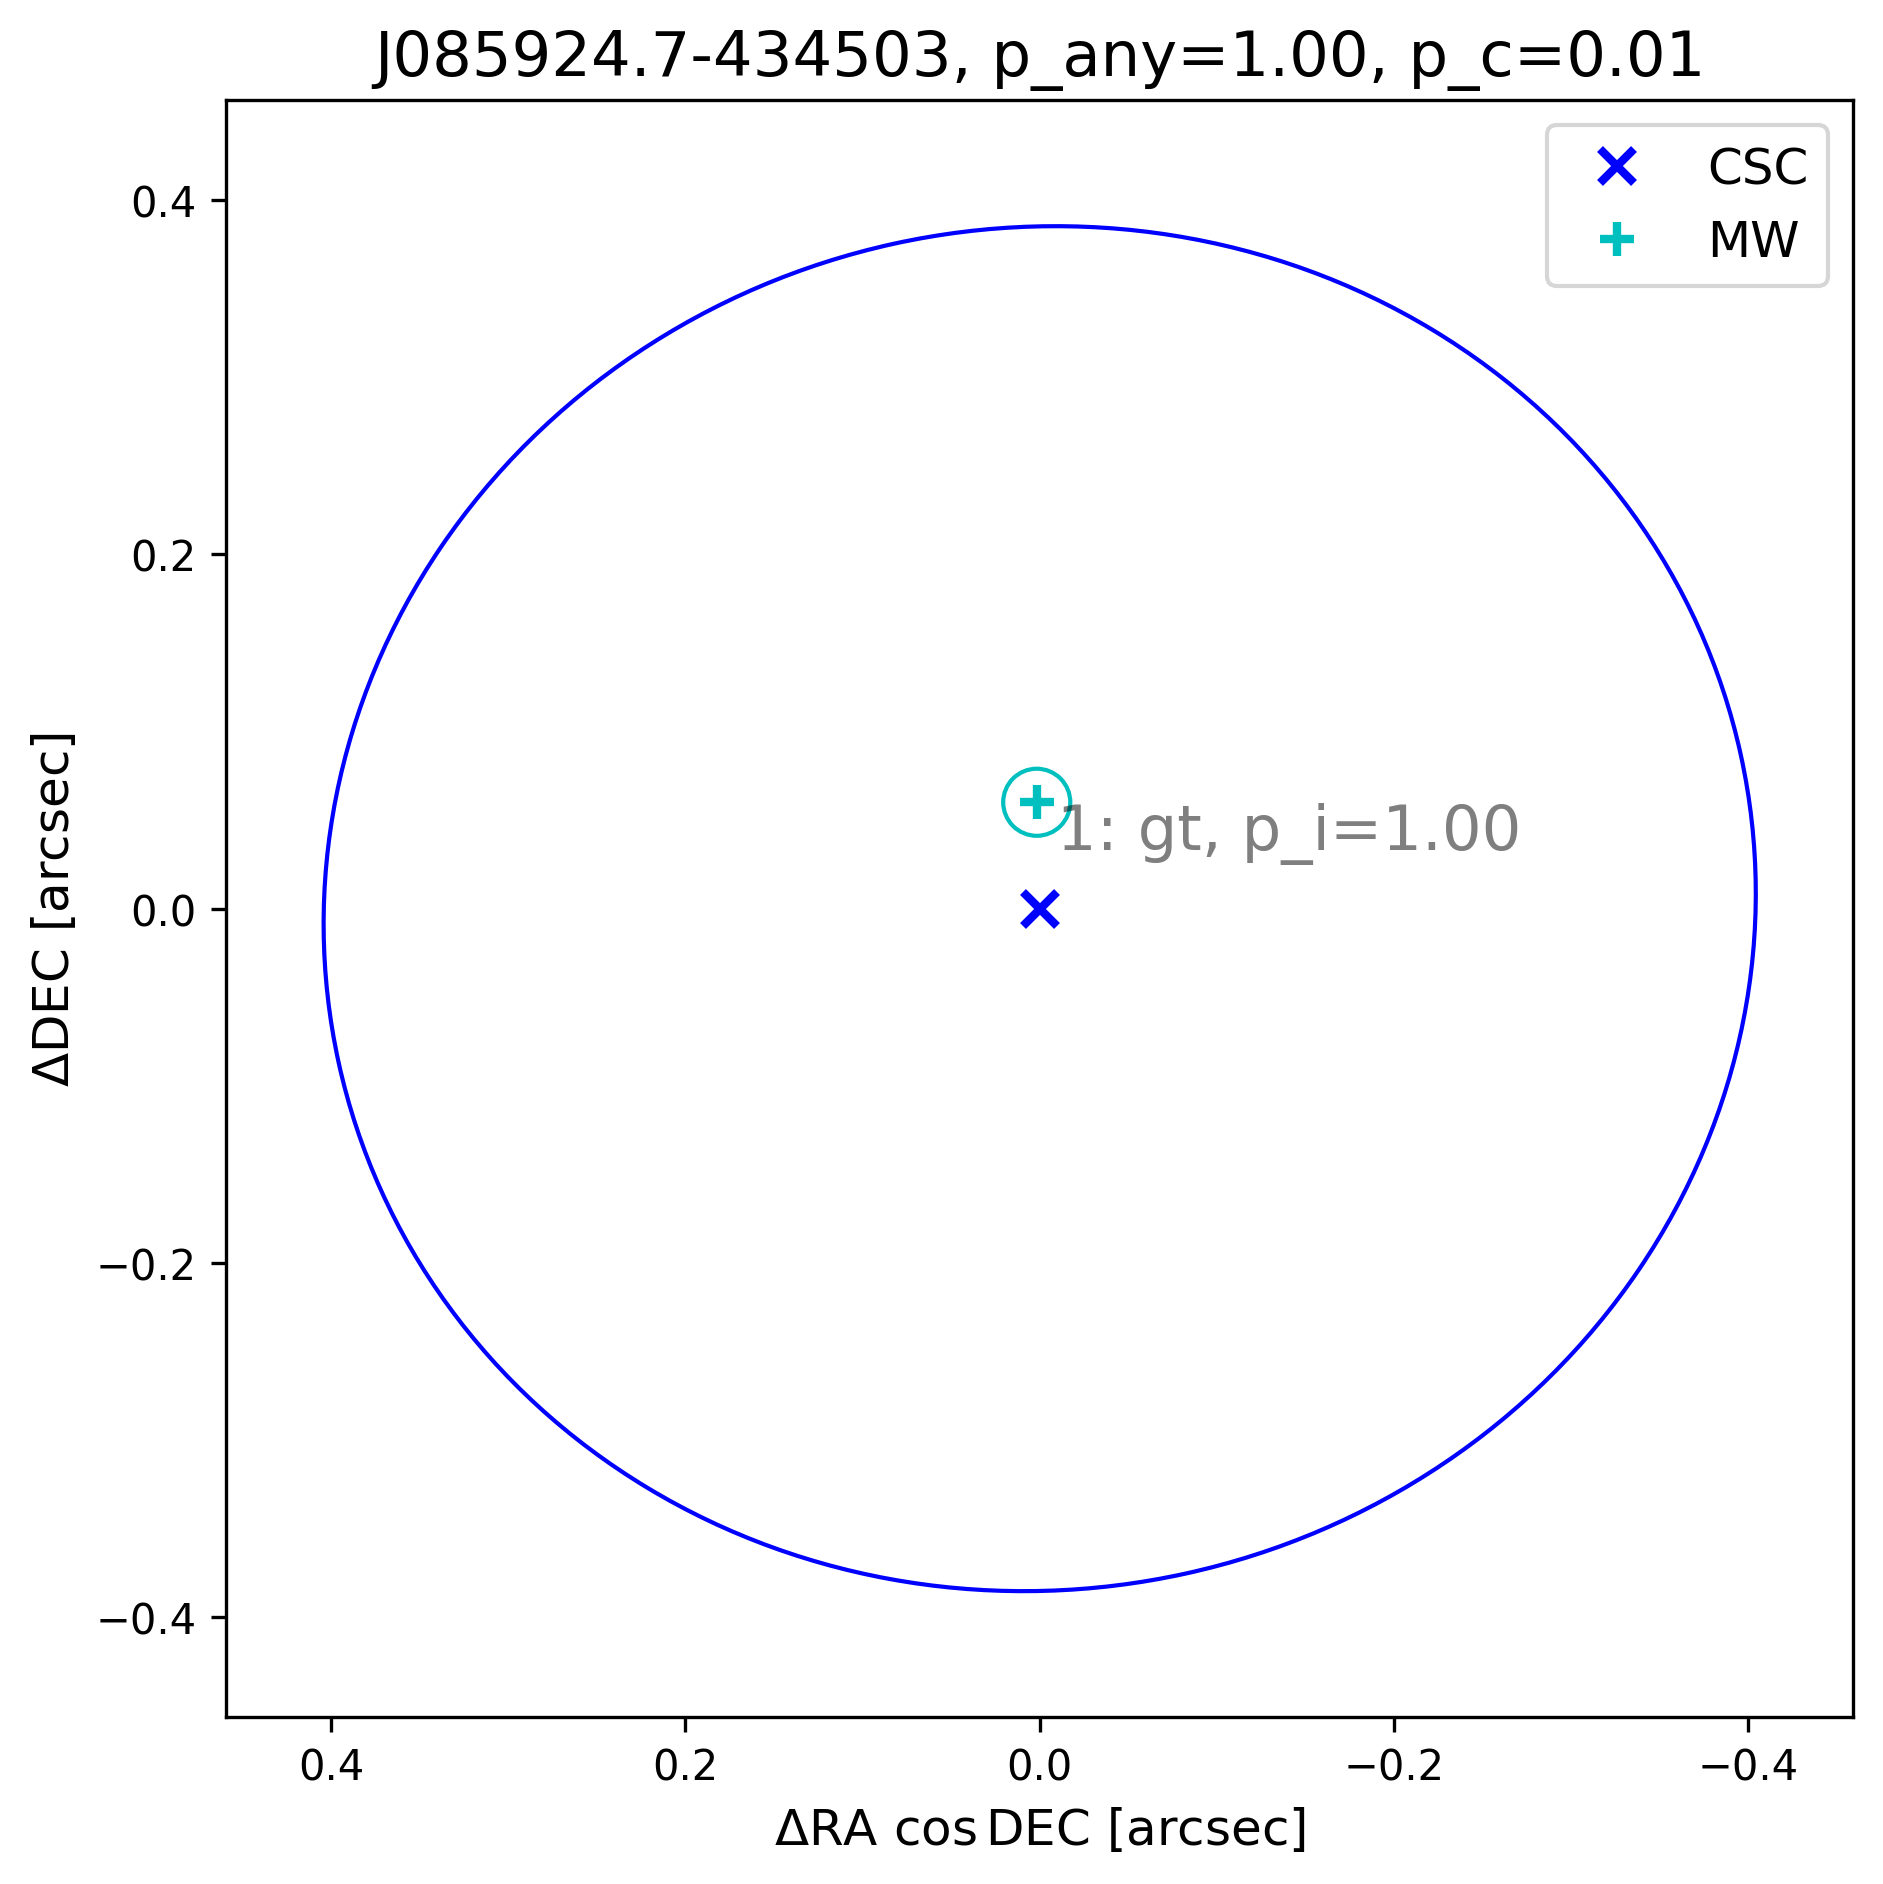 J085924.7-434503, p_any=1.00, p_c=0.01
CSC
MW
0.4
0.2
0.0
−0.2
−0.4
ΔDEC [arcsec]
1: gt, p_i=1.00
0.4
0.2
0.0
−0.2
−0.4
ΔRA cos DEC [arcsec]